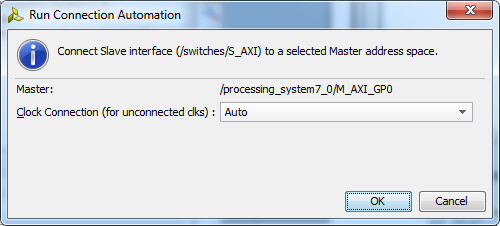 Run Connection Automation
Connect Slave interface (/switches/S_AXI) to a selected Master address space.
Master: /processing_system7_0/M_AXI_GP0
Clock Connection (for unconnected clks) : Auto
OK Cancel